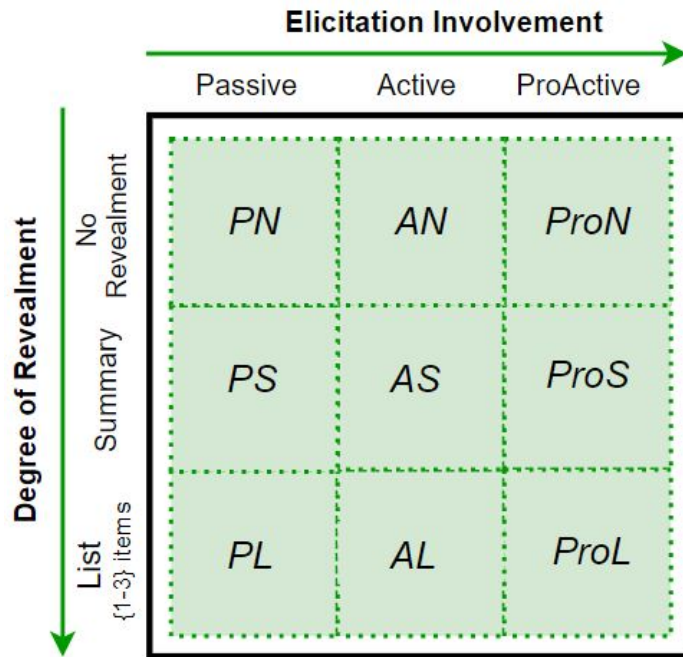 Elicitation Involvement
Passive Active ProActive
Degree of Revealment
No
Revealment
PN AN ProN
Summary
PS AS ProS
List
{1-3} items
PL AL ProL